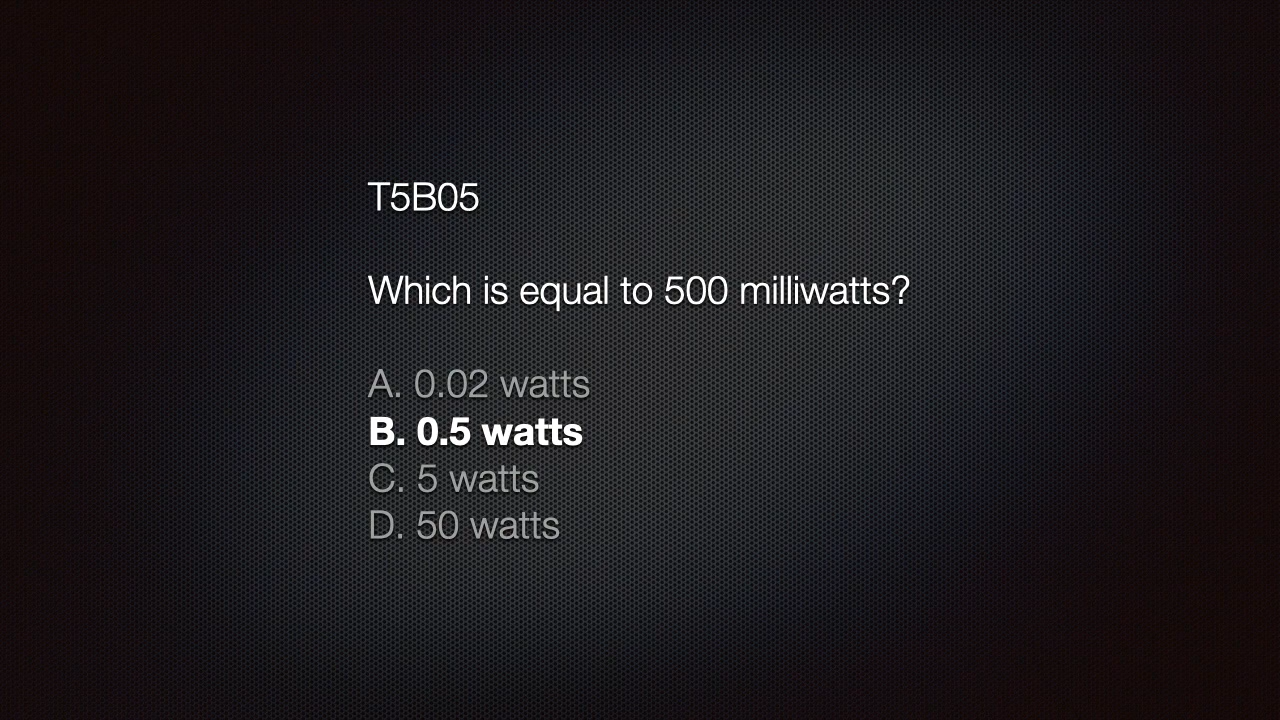 T5B05
Which is equal to 500 milliwatts?
A. 0.02 watts
B. 0.5 watts
C. 5 watts
D. 50 watts